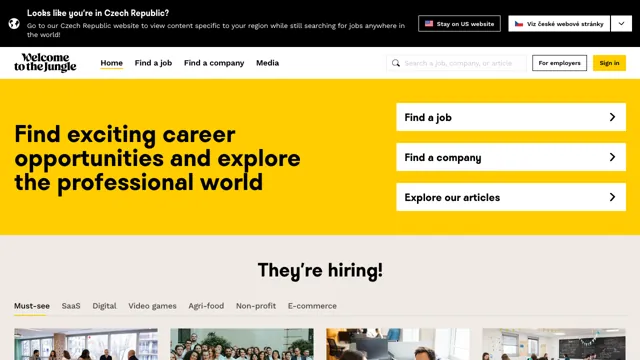 Looks like you're in Czech Republic?
Go to our Czech Republic website to view content specific to your region while still searching for jobs anywhere in the world!
Stay on US website
Viz české webové stránky
Welcome to the Jungle
Home
Find a job
Find a company
Media
Search a job, company, or article
For employers
Sign in
Find exciting career
opportunities and explore
the professional world
Find a job
Find a company
Explore our articles
They're hiring!
Must-see
SaaS
Digital
Video games
Agri-food
Non-profit
E-commerce